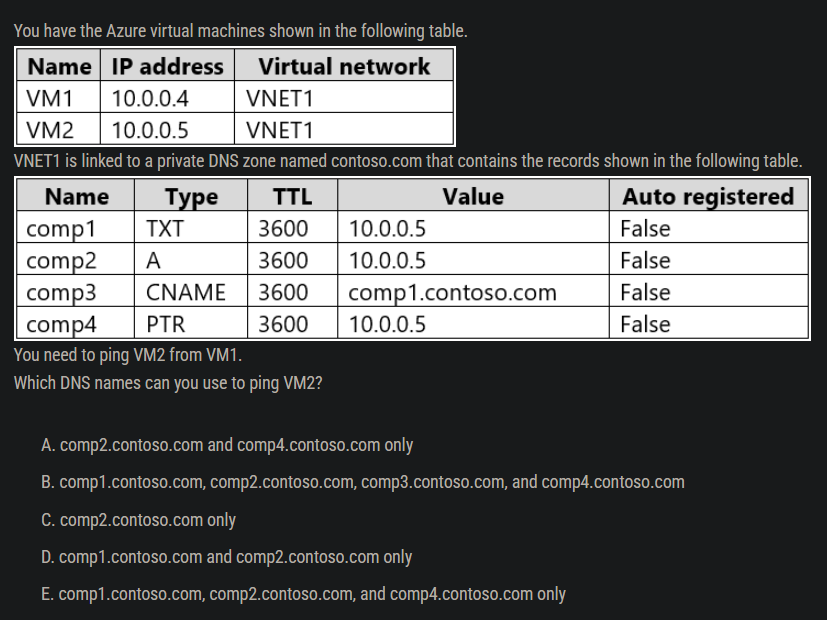 You have the Azure virtual machines shown in the following table.
Name IP address Virtual network
VM1 10.0.0.4 VNET1
VM2 10.0.0.5 VNET1
VNET1 is linked to a private DNS zone named contoso.com that contains the records shown in the following table.
Name Type TTL Value Auto registered
comp1 TXT 3600 10.0.0.5 False
comp2 A 3600 10.0.0.5 False
comp3 CNAME 3600 comp1.contoso.com False
comp4 PTR 3600 10.0.0.5 False
You need to ping VM2 from VM1.
Which DNS names can you use to ping VM2?
A. comp2.contoso.com and comp4.contoso.com only
B. comp1.contoso.com, comp2.contoso.com, comp3.contoso.com, and comp4.contoso.com
C. comp2.contoso.com only
D. comp1.contoso.com and comp2.contoso.com only
E. comp1.contoso.com, comp2.contoso.com, and comp4.contoso.com only